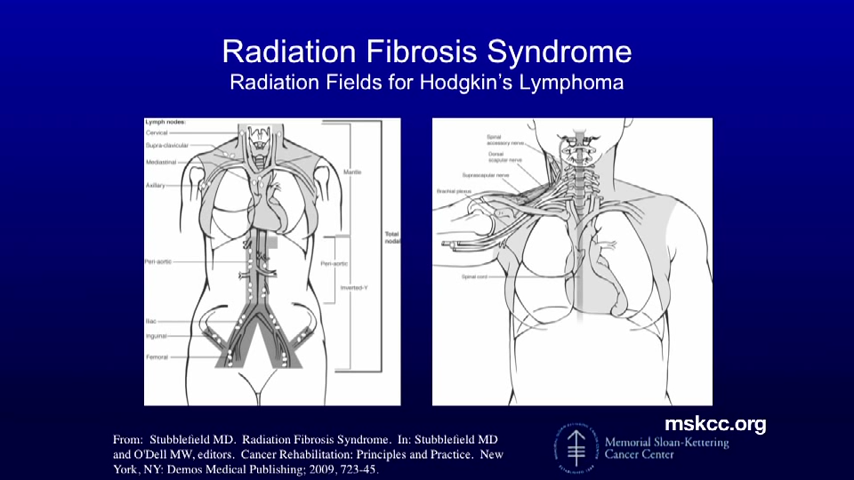 Radiation Fibrosis Syndrome
Radiation Fields for Hodgkin's Lymphoma
Lymph nodes:
Cervical
Supra-clavicular
Mediastinal
Axillary
Peri-aortic
Iliac
Inguinal
Femoral
Mantle
Total
nodal
Peri-aortic
Inverted-Y
Spinal
accessory nerve
Dorsal
scapular nerve
Suprascapular nerve
Brachial plexus
Spinal cord
From: Stubblefield MD. Radiation Fibrosis Syndrome. In: Stubblefield MD
and O'Dell MW, editors. Cancer Rehabilitation: Principles and Practice. New
York, NY: Demos Medical Publishing; 2009, 723-45.
mskcc.org
Memorial Sloan-Kettering
Cancer Center